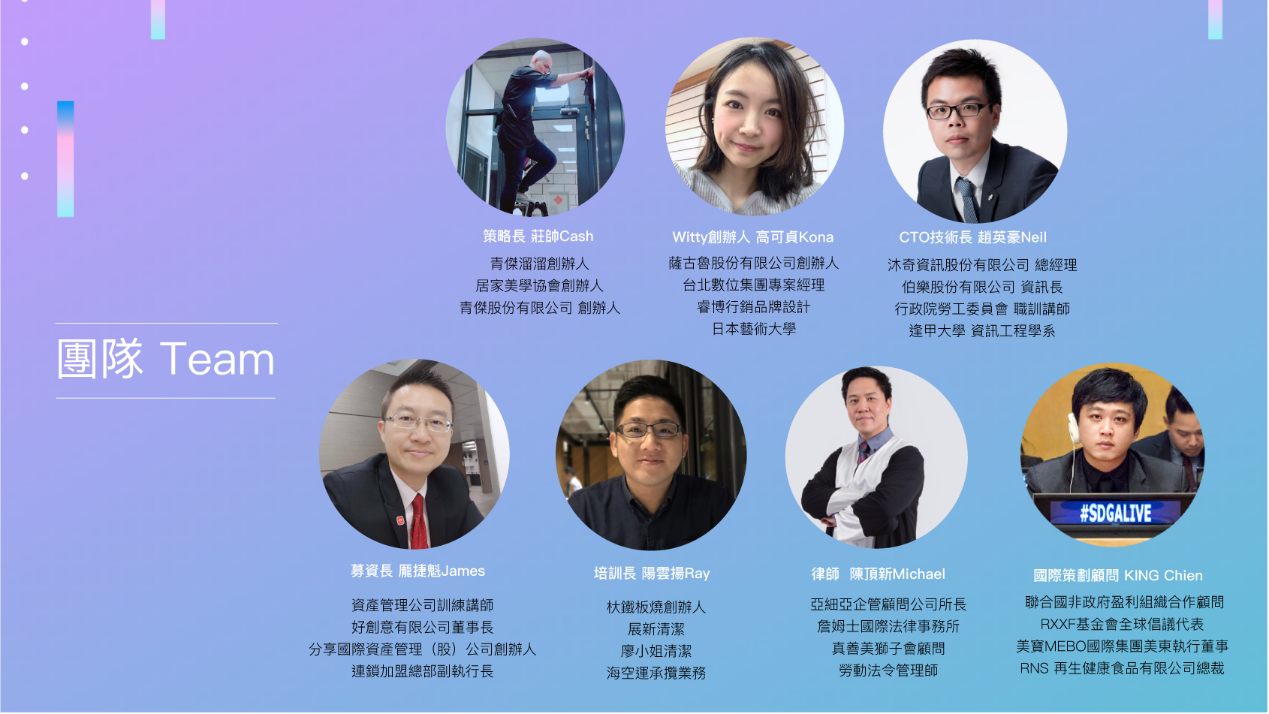 團隊 Team
策略長 莊帥Cash
青傑溜溜創辦人
居家美學協會創辦人
青傑股份有限公司 創辦人
Witty創辦人 高可貞Kona
薩古魯股份有限公司創辦人
台北數位集團專案經理
睿博行銷品牌設計
日本藝術大學
CTO技術長 趙英豪Neil
沐奇資訊股份有限公司 總經理
伯樂股份有限公司 資訊長
行政院勞工委員會 職訓講師
逢甲大學 資訊工程學系
募資長 龐捷魁James
資產管理公司訓練講師
好創意有限公司董事長
分享國際資產管理（股）公司創辦人
連鎖加盟總部副執行長
培訓長 陽雲揚Ray
杕鐵板燒創辦人
展新清潔
廖小姐清潔
海空運承攬業務
律師 陳頂新Michael
亞細亞企管顧問公司所長
詹姆士國際法律事務所
真善美獅子會顧問
勞動法令管理師
#SDGALIVE
國際策劃顧問 KING Chien
聯合國非政府盈利組織合作顧問
RXXF基金會全球倡議代表
美寶MEBO國際集團美東執行董事
RNS 再生健康食品有限公司總裁